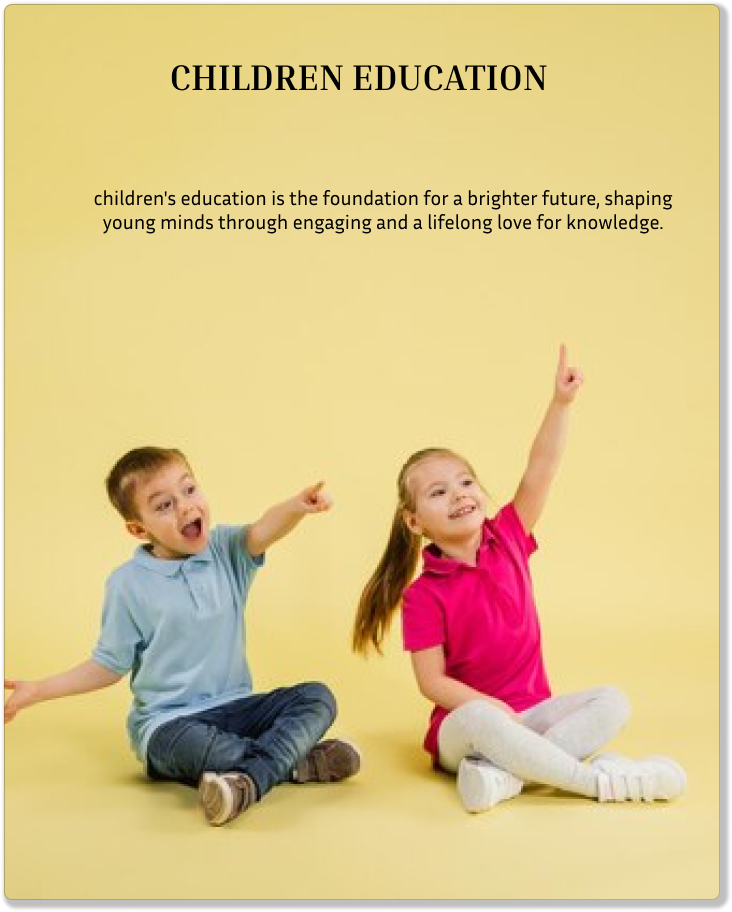 CHILDREN EDUCATION
children's education is the foundation for a brighter future, shaping
young minds through engaging and a lifelong love for knowledge.